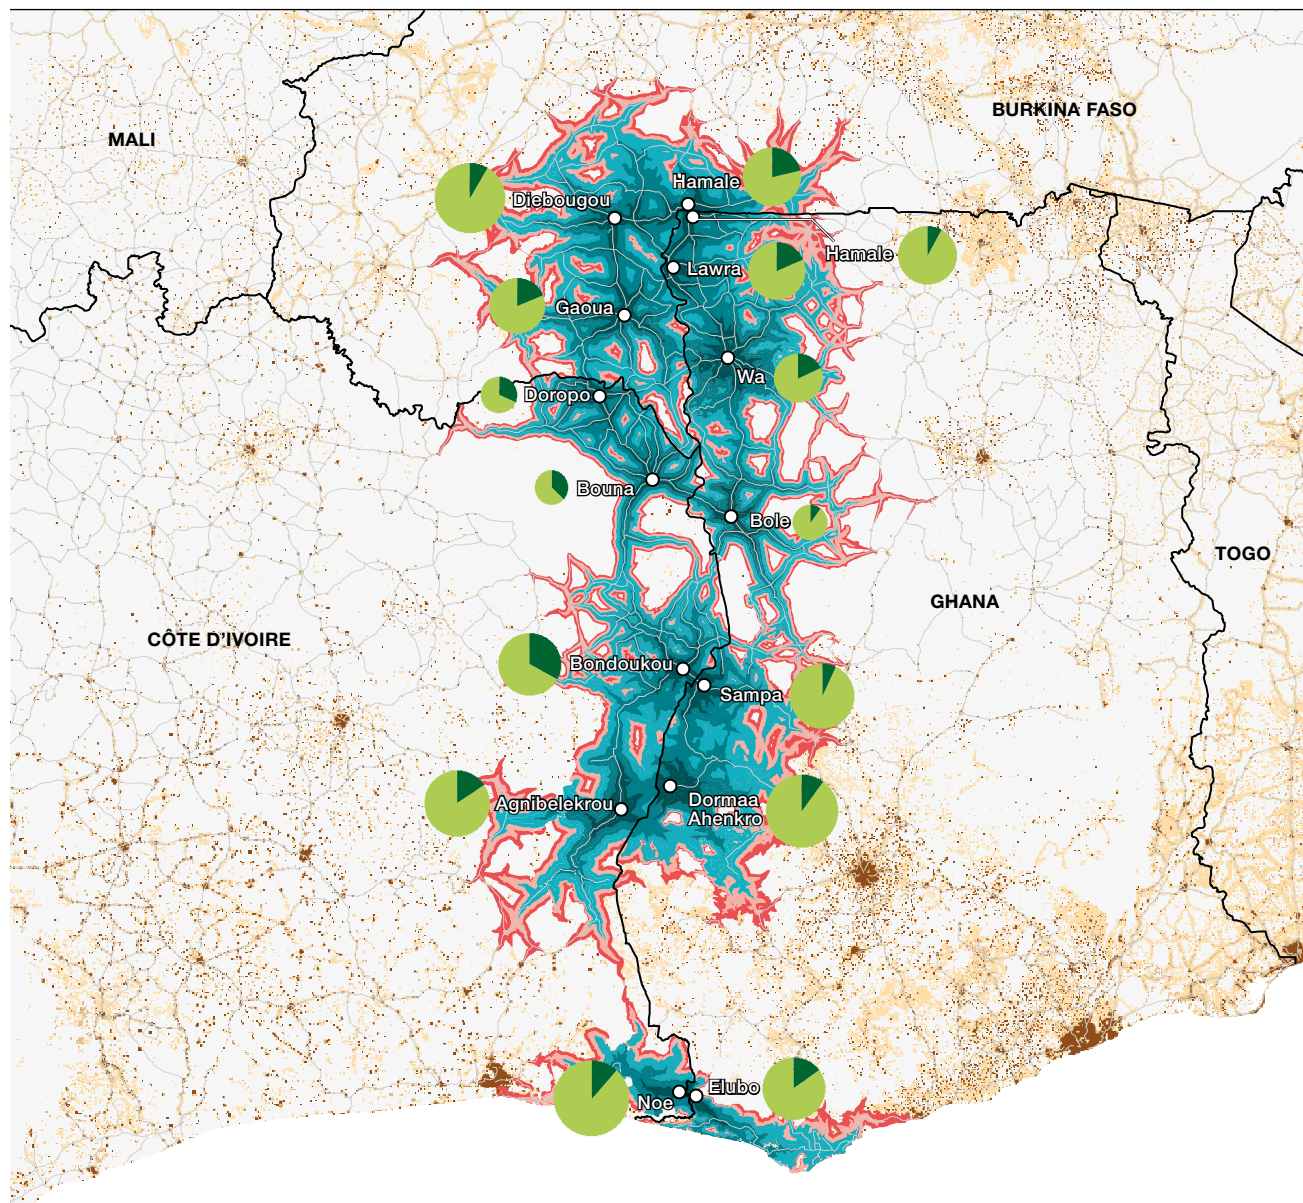 BURKINA FASO
MALI
Hamale
Diebougou
Hamale
Lawra
Gaoua
Wa
Doropo
Bouna
Bole
TOGO
GHANA
CÔTE D'IVOIRE
Bondoukou
Sampa
Agnibelekrou
Dormaa
Ahenkro
Elubo
Noe